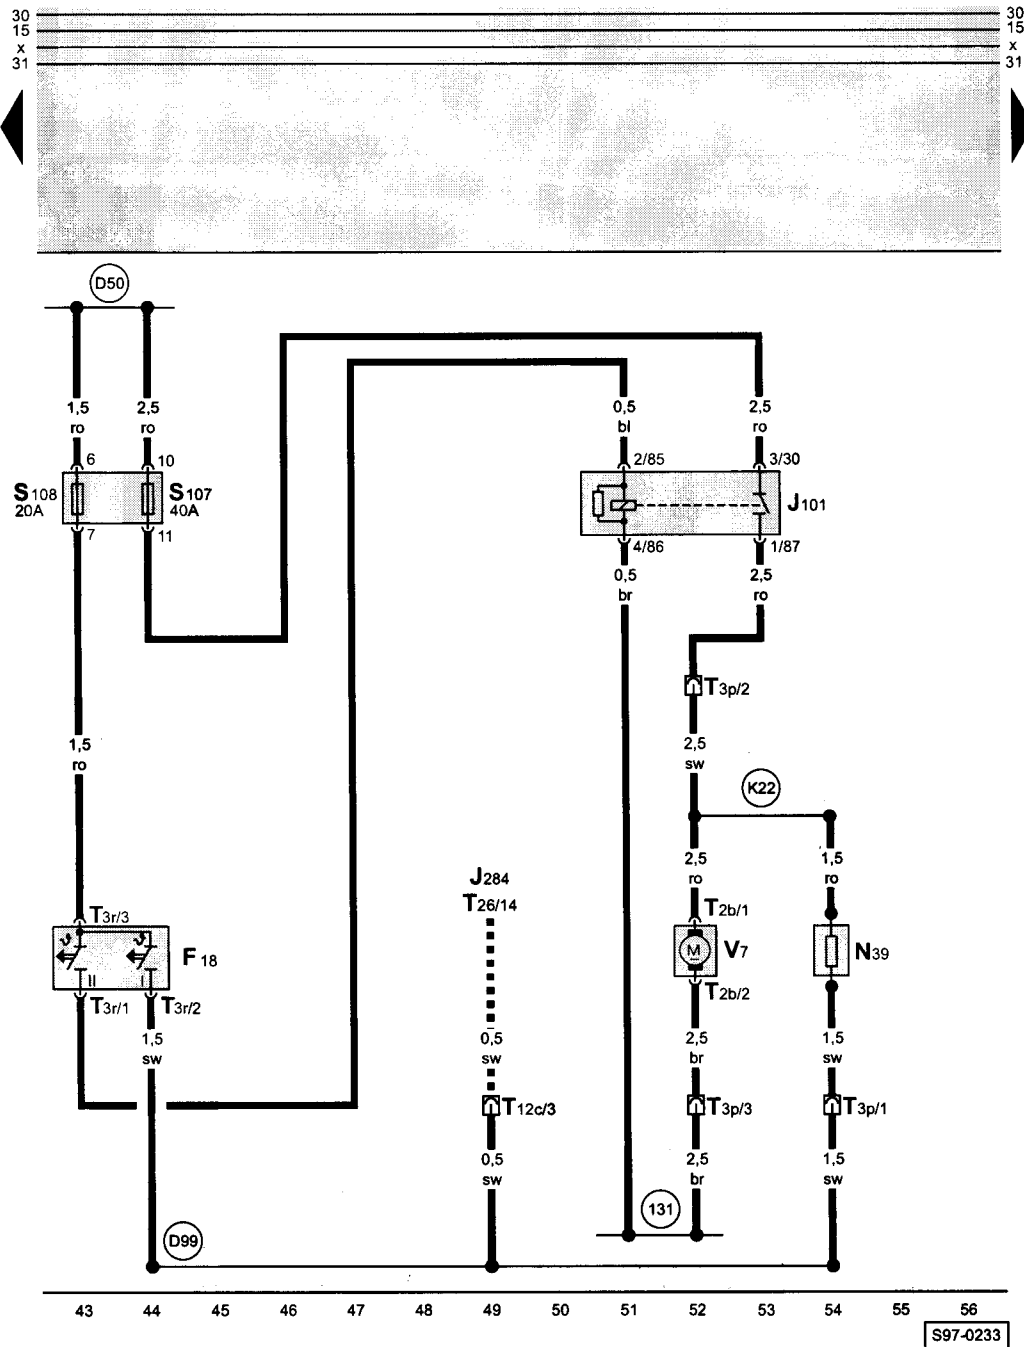 30 30
15 15
x x
31 31
D50
1,5 2,5 0,5 2,5
ro ro bl ro
6 10 2/85 3/30
S108 S107 J101
20A 40A
7 11 4/86 1/87
0,5 2,5
br ro
T3p/2
1,5 2,5
ro sw
K22
2,5 1,5
ro ro
J284
T26/14
T3r/3 T2b/1
F18 M V7 N39
II I
T3r/1 T3r/2 T2b/2
1,5 0,5 2,5 1,5
sw sw br sw
T12c/3 T3p/3 T3p/1
0,5 2,5 1,5
sw br sw
131
D99
43 44 45 46 47 48 49 50 51 52 53 54 55 56
S97-0233